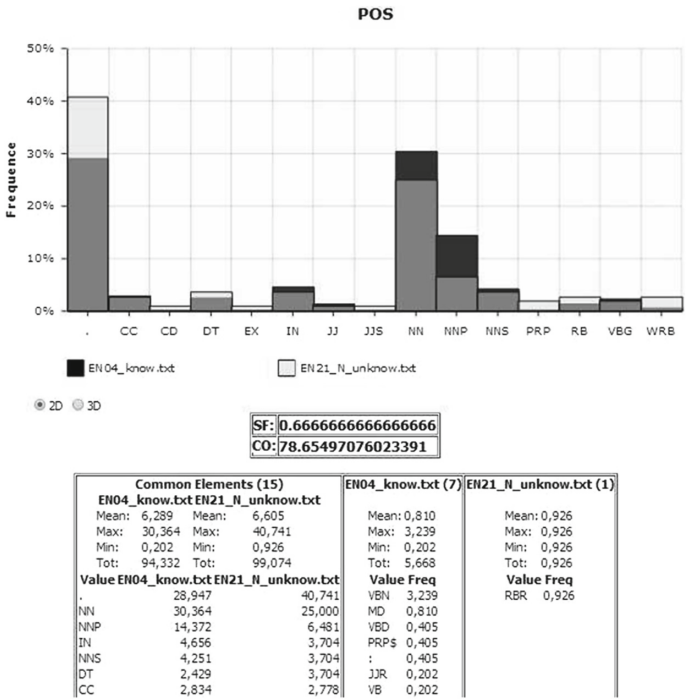 POS
50%
40%
30%
20%
10%
0%
Frequence
. CC CD DT EX IN JJ JJS NN NNP NNS PRP RB VBG WRB
EN04_know.txt EN21_N_unknow.txt
2D 3D
SF: 0.6666666666666666
CO: 78.65497076023391
Common Elements (15) EN04_know.txt (7) EN21_N_unknow.txt (1)
EN04_know.txt EN21_N_unknow.txt
Mean: 6,289 Mean: 6,605 Mean: 0,810 Mean: 0,926
Max: 30,364 Max: 40,741 Max: 3,239 Max: 0,926
Min: 0,202 Min: 0,926 Min: 0,202 Min: 0,926
Tot: 94,332 Tot: 99,074 Tot: 5,668 Tot: 0,926
Value EN04_know.txt EN21_N_unknow.txt Value Freq Value Freq
. 28,947 40,741 VBN 3,239 RBR 0,926
NN 30,364 25,000 MD 0,810
NNP 14,372 6,481 VBD 0,405
IN 4,656 3,704 PRP$ 0,405
NNS 4,251 3,704 : 0,405
DT 2,429 3,704 JJR 0,202
CC 2,834 2,778 VB 0,202